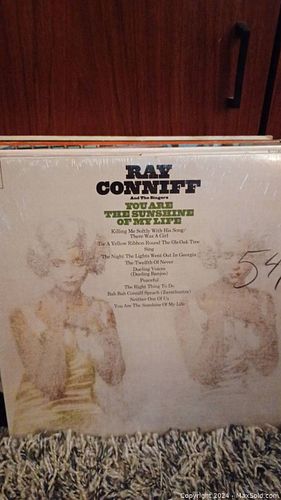 RAY
CONNIFF
And The Singers
YOU ARE
THE SUNSHINE
OF MY LIFE
Killing Me Softly With His Song/
There Was A Girl
Tie A Yellow Ribbon Round The Ole Oak Tree
Sing
The Night The Lights Went Out In Georgia
The Twelfth Of Never
Dueling Voices
(Dueling Banjos)
Peaceful
The Right Thing To Do
Bah Bah Conniff Sprach (Zarathustra)
Neither One Of Us
You Are The Sunshine Of My Life
54
Copyright 2024 - MaxSold.com